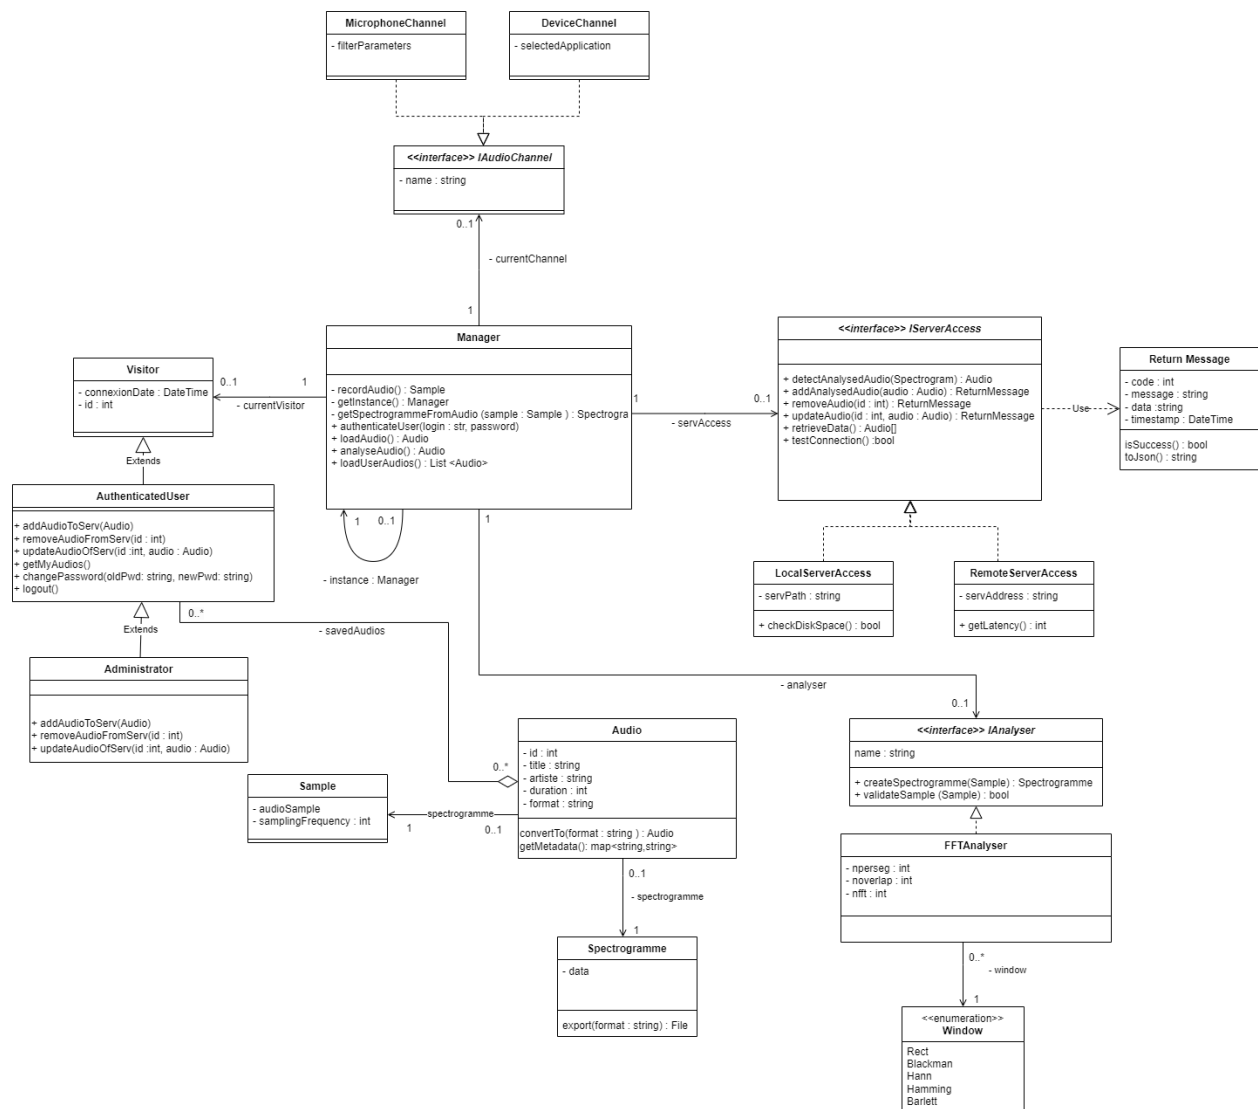 MicrophoneChannel
- filterParameters
DeviceChannel
- selectedApplication
<<interface>> IAudioChannel
- name : string
0..1
- currentChannel
1
Manager
- recordAudio() : Sample
- getInstance() : Manager
- getSpectrogrammeFromAudio (sample : Sample ) : Spectrogra
+ authenticateUser(login : str, password)
+ loadAudio() : Audio
+ analyseAudio() : Audio
+ loadUserAudios() : List <Audio>
Visitor
- connexionDate : DateTime
- id : int
0..1
1
- currentVisitor
Extends
AuthenticatedUser
+ addAudioToServ(Audio)
+ removeAudioFromServ(id : int)
+ updateAudioOfServ(id :int, audio : Audio)
+ getMyAudios()
+ changePassword(oldPwd: string, newPwd: string)
+ logout()
Extends
Administrator
+ addAudioToServ(Audio)
+ removeAudioFromServ(id : int)
+ updateAudioOfServ(id :int, audio : Audio)
1
0..1
- instance : Manager
0..*
- savedAudios
0..*
1
0..1
- servAccess
<<interface>> IServerAccess
+ detectAnalysedAudio(Spectrogram) : Audio
+ addAnalysedAudio(audio : Audio) : ReturnMessage
+ removeAudio(id : int) : ReturnMessage
+ updateAudio(id : int, audio : Audio) : ReturnMessage
+ retrieveData() : Audio[]
+ testConnection() :bool
Use
Return Message
- code : int
- message : string
- data :string
- timestamp : DateTime
isSuccess() : bool
toJson() : string
LocalServerAccess
- servPath : string
+ checkDiskSpace() : bool
RemoteServerAccess
- servAddress : string
+ getLatency() : int
1
- analyser
0..1
<<interface>> IAnalyser
name : string
+ createSpectrogramme(Sample) : Spectrogramme
+ validateSample (Sample) : bool
FFTAnalyser
- nperseg : int
- noverlap : int
- nfft : int
0..*
- window
1
<<enumeration>>
Window
Rect
Blackman
Hann
Hamming
Barlett
Audio
- id : int
- title : string
- artiste : string
- duration : int
- format : string
convertTo(format : string ) : Audio
getMetadata(): map<string,string>
Sample
- audioSample
- samplingFrequency : int
spectrogramme
1
0..1
0..1
- spectrogramme
1
Spectrogramme
- data
export(format : string) : File